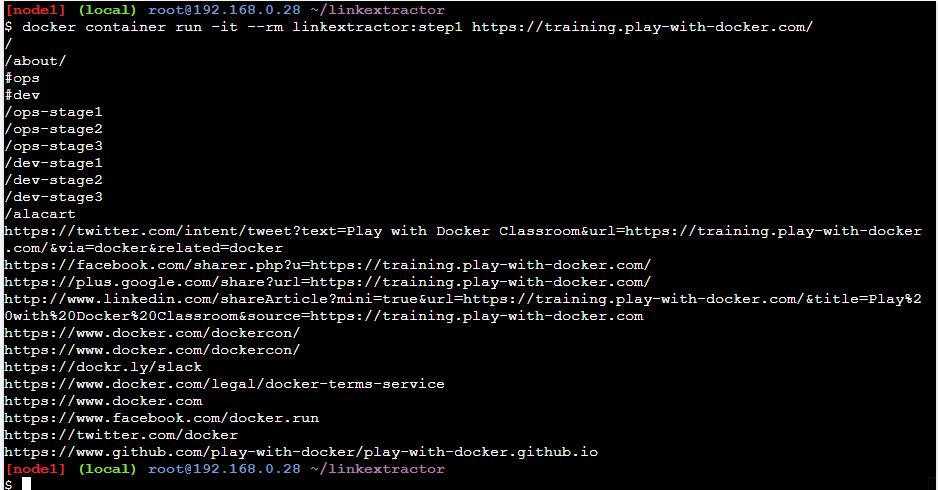 [node1] (local) root@192.168.0.28 ~/linkextractor
$ docker container run -it --rm linkextractor:step1 https://training.play-with-docker.com/
/
/about/
#ops
#dev
/ops-stage1
/ops-stage2
/ops-stage3
/dev-stage1
/dev-stage2
/dev-stage3
/alacart
https://twitter.com/intent/tweet?text=Play with Docker Classroom&url=https://training.play-with-docker
.com/&via=docker&related=docker
https://facebook.com/sharer.php?u=https://training.play-with-docker.com/
https://plus.google.com/share?url=https://training.play-with-docker.com/
http://www.linkedin.com/shareArticle?mini=true&url=https://training.play-with-docker.com/&title=Play%2
0with%20Docker%20Classroom&source=https://training.play-with-docker.com
https://www.docker.com/dockercon/
https://www.docker.com/dockercon/
https://dockr.ly/slack
https://www.docker.com/legal/docker-terms-service
https://www.docker.com
https://www.facebook.com/docker.run
https://twitter.com/docker
https://www.github.com/play-with-docker/play-with-docker.github.io
[node1] (local) root@192.168.0.28 ~/linkextractor
$